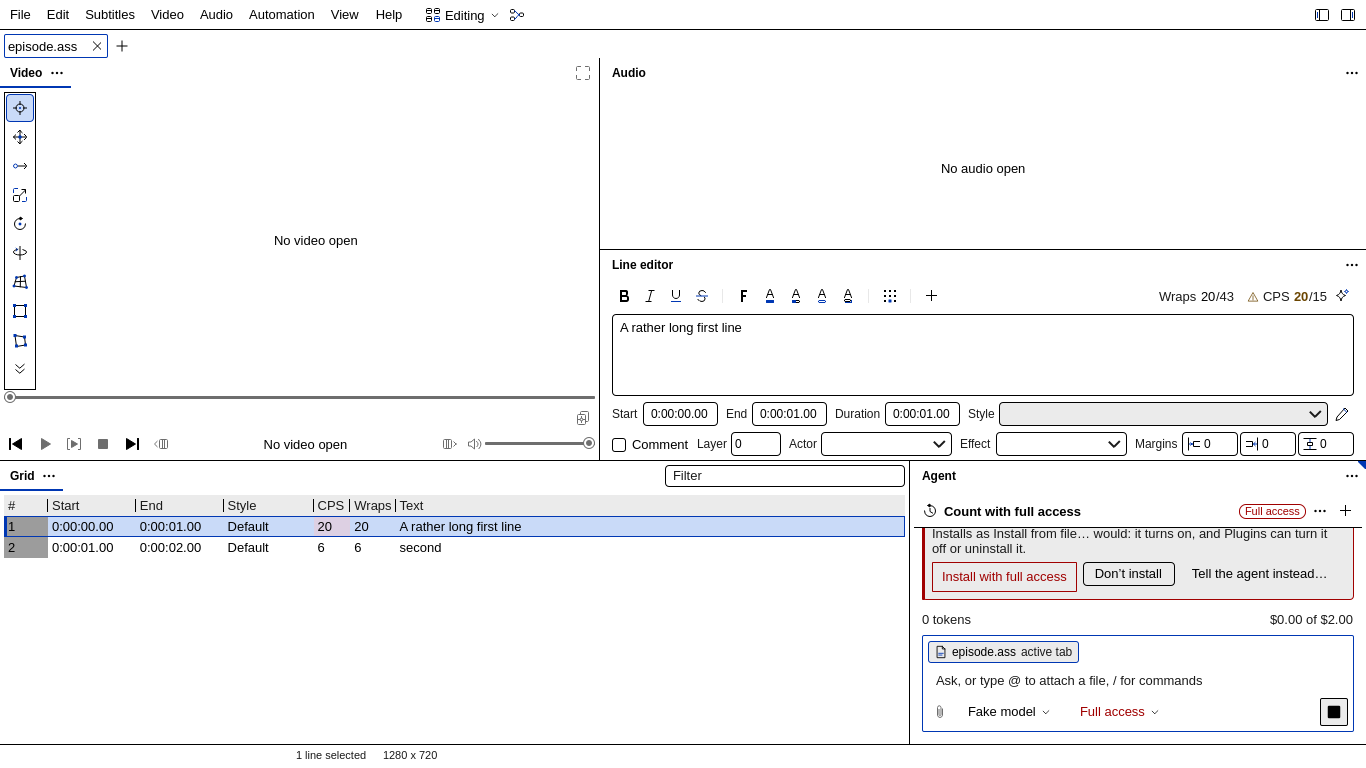 File Edit Subtitles Video Audio Automation View Help Editing
episode.ass
Video
No video open
No video open
Audio
No audio open
Line editor
Wraps 20/43 CPS 20/15
A rather long first line
Start 0:00:00.00 End 0:00:01.00 Duration 0:00:01.00 Style
Comment Layer 0 Actor Effect Margins 0 0 0
Grid
Filter
# Start End Style CPS Wraps Text
1 0:00:00.00 0:00:01.00 Default 20 20 A rather long first line
2 0:00:01.00 0:00:02.00 Default 6 6 second
Agent
Count with full access Full access
Installs as Install from file… would: it turns on, and Plugins can turn it
off or uninstall it.
Install with full access Don’t install Tell the agent instead…
0 tokens $0.00 of $2.00
episode.ass active tab
Ask, or type @ to attach a file, / for commands
Fake model Full access
1 line selected 1280 x 720